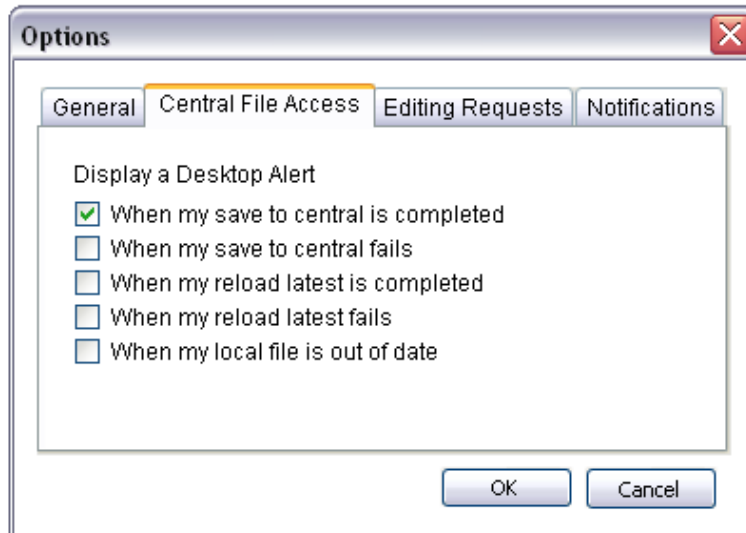 Options
General Central File Access Editing Requests Notifications
Display a Desktop Alert
When my save to central is completed
When my save to central fails
When my reload latest is completed
When my reload latest fails
When my local file is out of date
OK Cancel